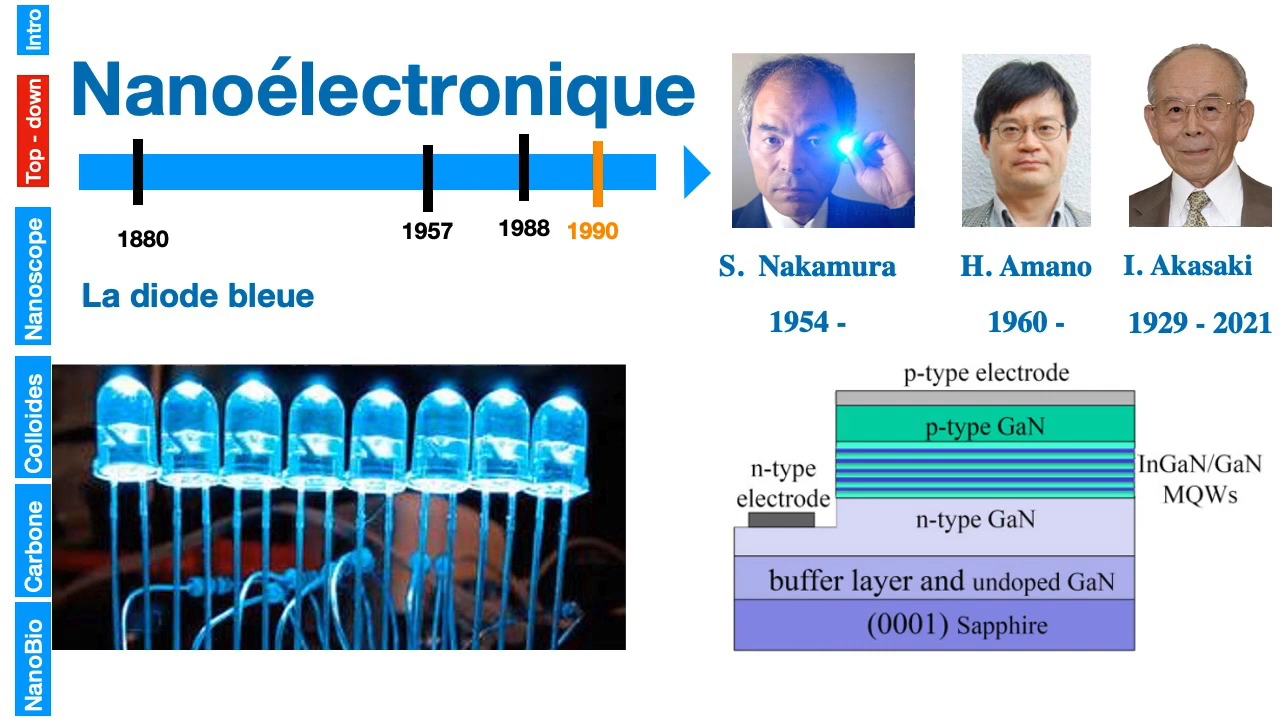 Intro
Top - down
Nanoscope
Colloides
Carbone
NanoBio
Nanoélectronique
1880
1957
1988
1990
La diode bleue
S. Nakamura
1954 -
H. Amano
1960 -
I. Akasaki
1929 - 2021
p-type electrode
p-type GaN
n-type
electrode
InGaN/GaN
MQWs
n-type GaN
buffer layer and undoped GaN
(0001) Sapphire